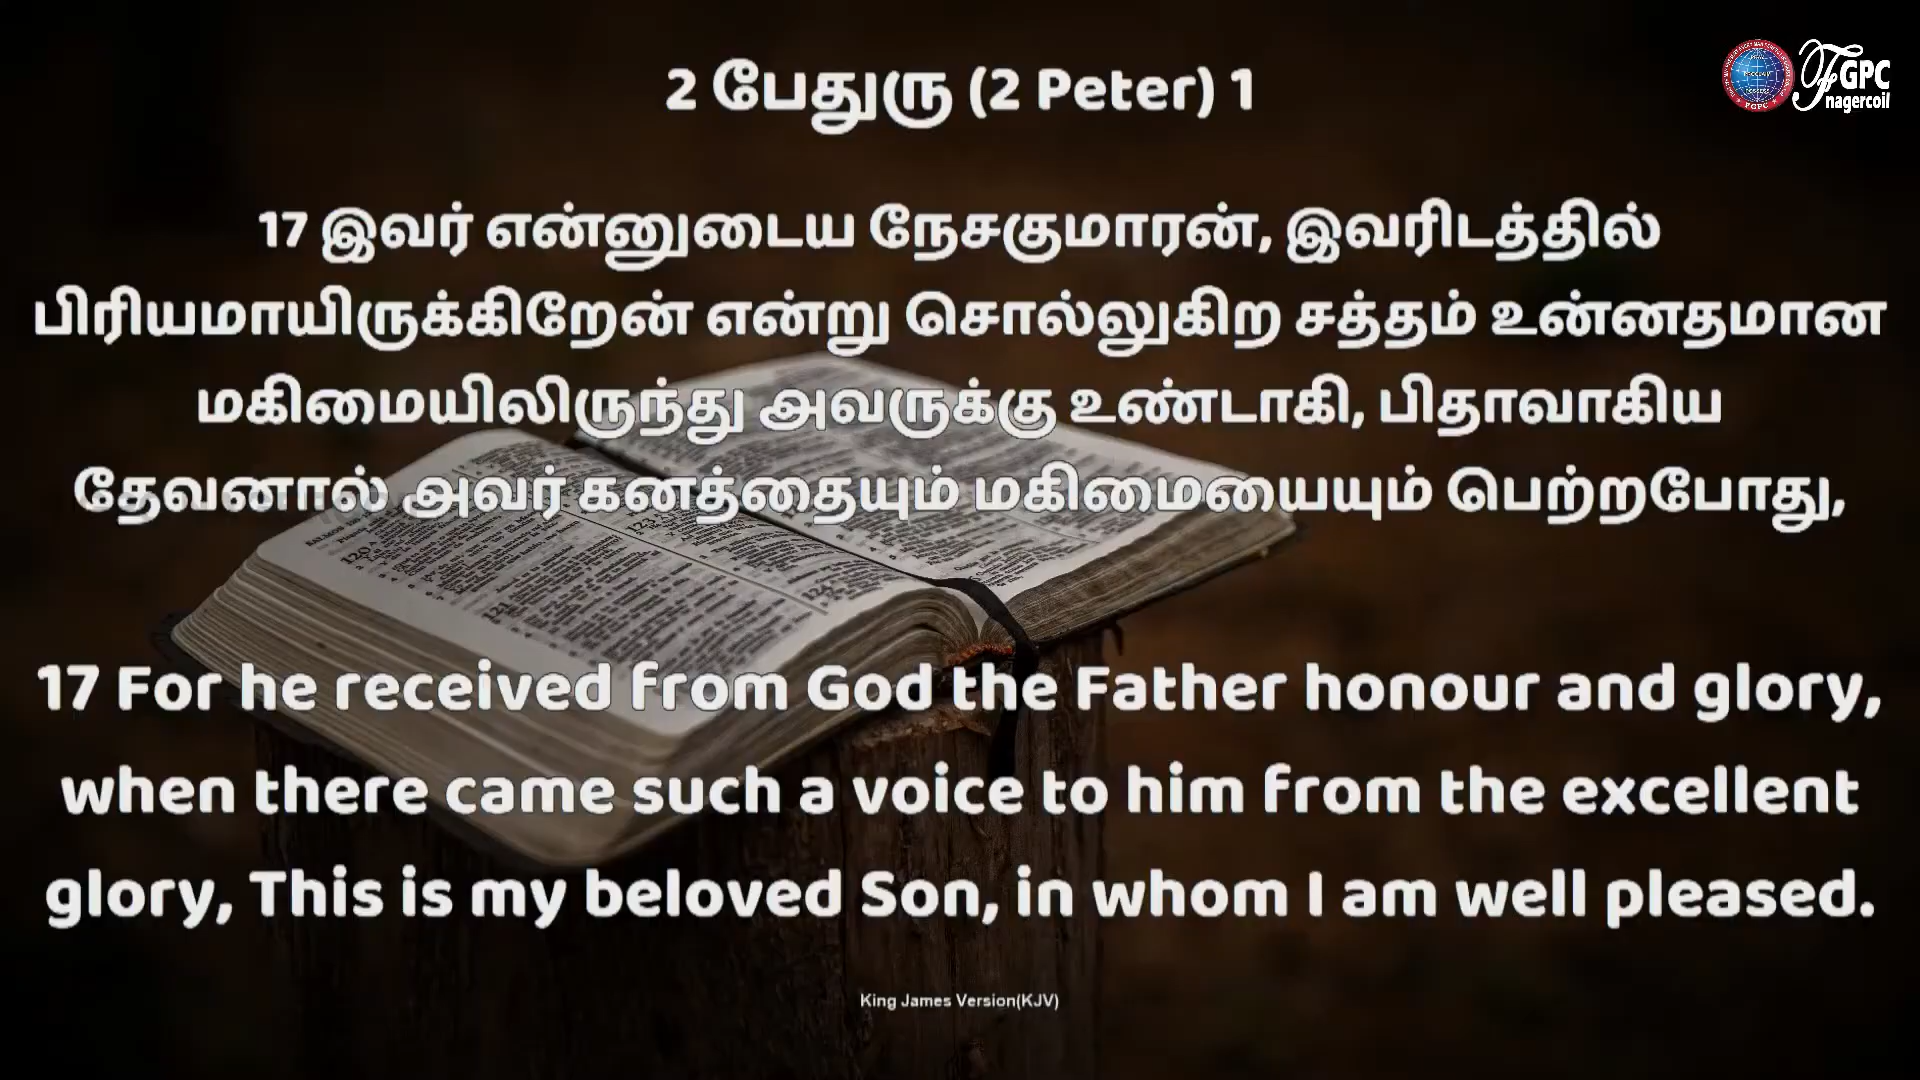 2 பேதுரு (2 Peter) 1
FGPC
nagercoil
17 இவர் என்னுடைய நேசகுமாரன், இவரிடத்தில்
பிரியமாயிருக்கிறேன் என்று சொல்லுகிற சத்தம் உன்னதமான
மகிமையிலிருந்து அவருக்கு உண்டாகி, பிதாவாகிய
தேவனால் அவர் கனத்தையும் மகிமையையும் பெற்றபோது,
17 For he received from God the Father honour and glory,
when there came such a voice to him from the excellent
glory, This is my beloved Son, in whom I am well pleased.
King James Version(KJV)